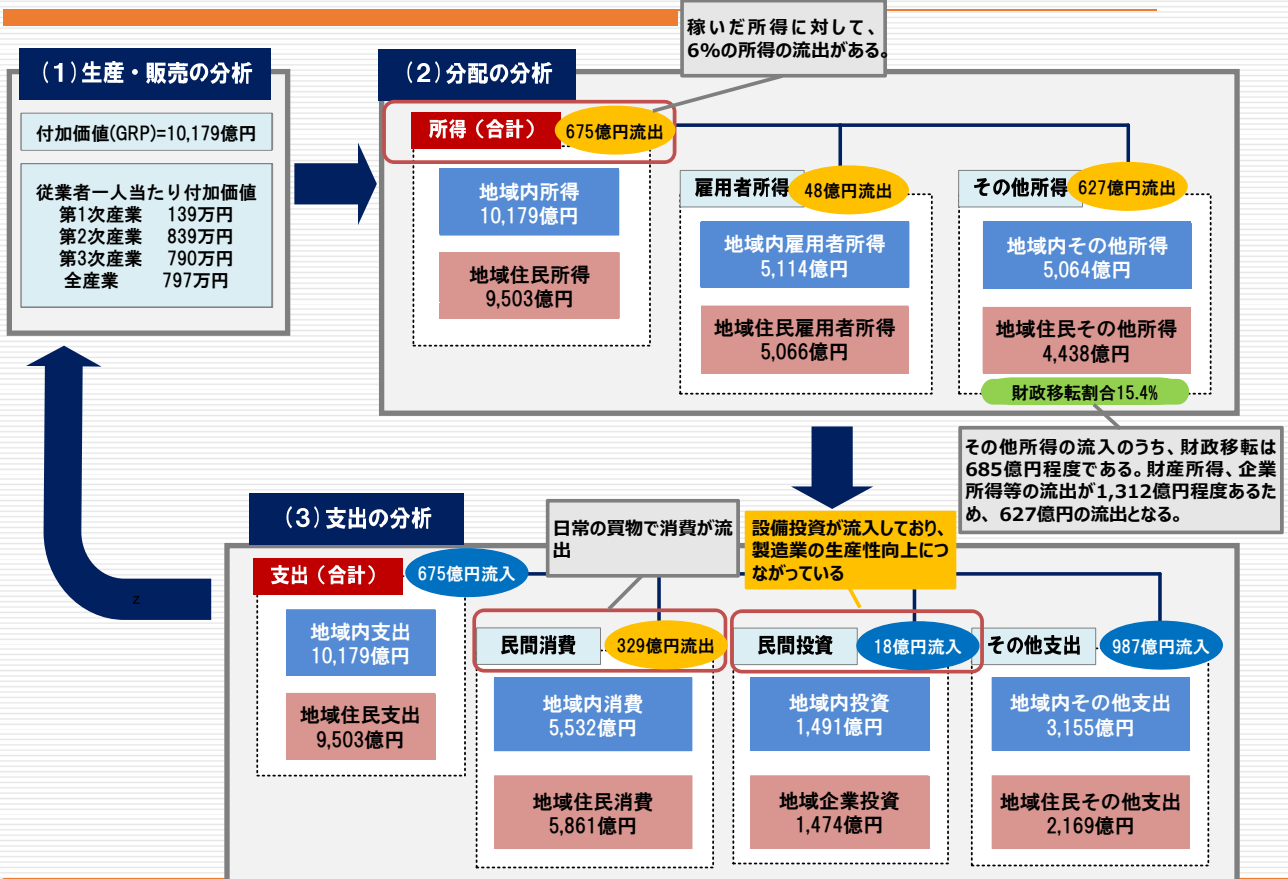 稼いだ所得に対して、
6%の所得の流出がある。
(1)生産・販売の分析
付加価値(GRP)=10,179億円
従業者一人当たり付加価値
第1次産業 139万円
第2次産業 839万円
第3次産業 790万円
全産業 797万円
(2)分配の分析
所得(合計)
675億円流出
地域内所得
10,179億円
地域住民所得
9,503億円
雇用者所得
48億円流出
地域内雇用者所得
5,114億円
地域住民雇用者所得
5,066億円
その他所得
627億円流出
地域内その他所得
5,064億円
地域住民その他所得
4,438億円
財政移転割合15.4%
その他所得の流入のうち、財政移転は
685億円程度である。財産所得、企業
所得等の流出が1,312億円程度あるた
め、627億円の流出となる。
(3)支出の分析
日常の買物で消費が流
出
設備投資が流入しており、
製造業の生産性向上につ
ながっている
支出(合計)
675億円流入
地域内支出
10,179億円
地域住民支出
9,503億円
民間消費
329億円流出
地域内消費
5,532億円
地域住民消費
5,861億円
民間投資
18億円流入
地域内投資
1,491億円
地域企業投資
1,474億円
その他支出
987億円流入
地域内その他支出
3,155億円
地域住民その他支出
2,169億円
z